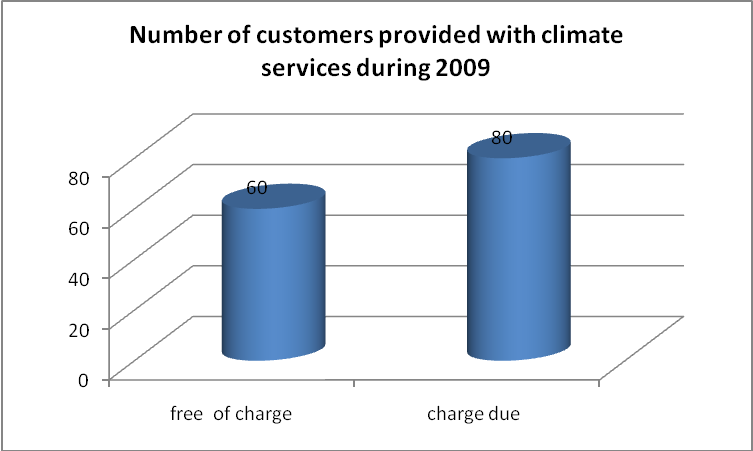 Number of customers provided with climate
services during 2009
80
60
40
20
0
60
80
free of charge
charge due